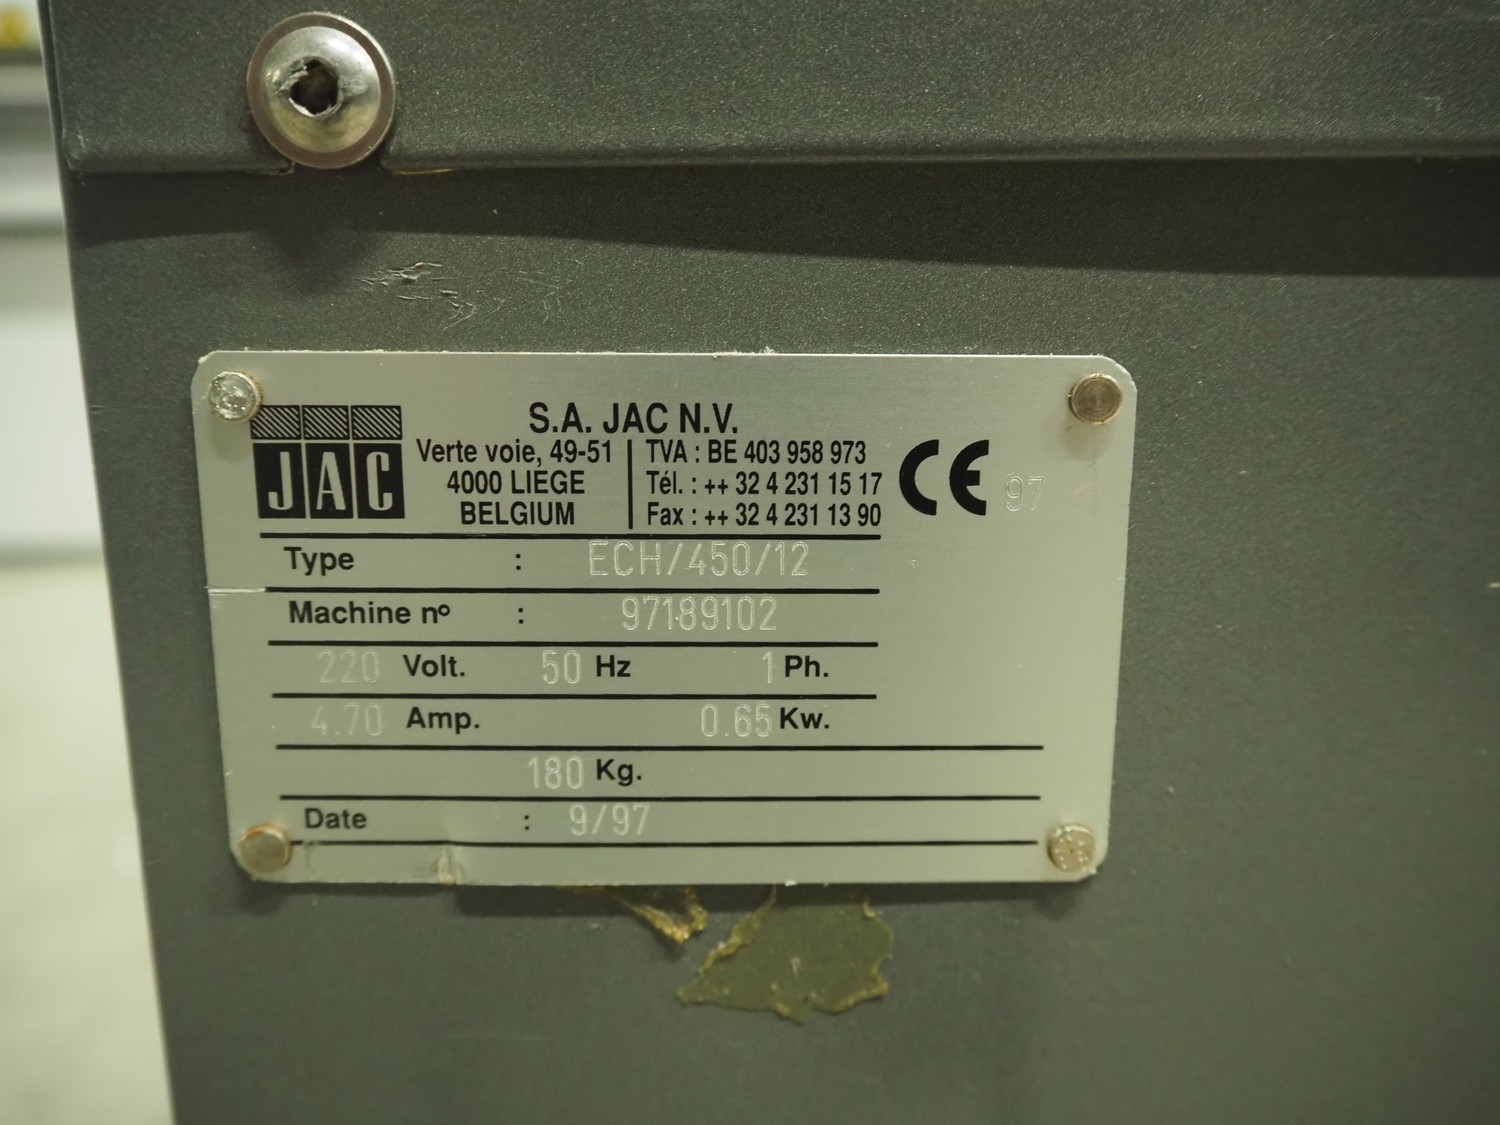 JAC
S.A. JAC N.V.
Verte voie, 49-51
4000 LIEGE
BELGIUM
TVA : BE 403 958 973
Tél. : ++ 32 4 231 15 17
Fax : ++ 32 4 231 13 90
CE 97
Type : ECH/450/12
Machine nº : 97189102
220 Volt. 50 Hz 1 Ph.
4.70 Amp. 0.65 Kw.
180 Kg.
Date : 9/97